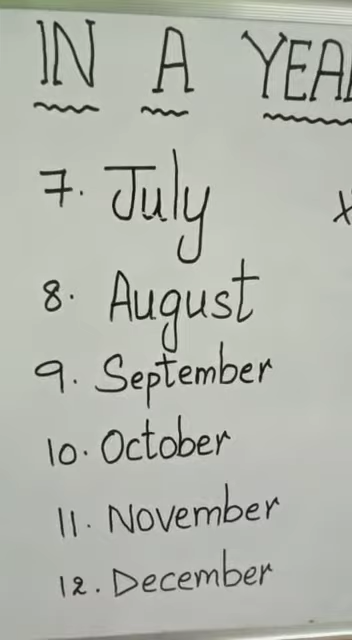 IN A YEA
7. July
8. August
9. September
10. October
11. November
12. December